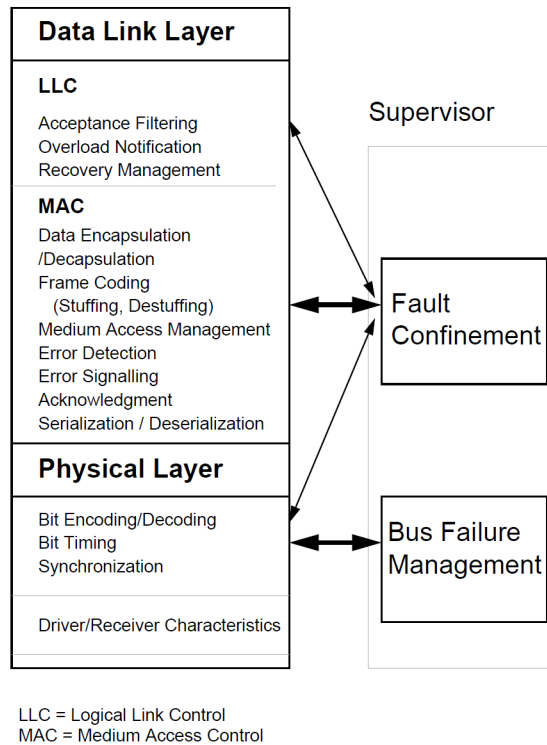 Data Link Layer
LLC
Acceptance Filtering
Overload Notification
Recovery Management
MAC
Data Encapsulation
/Decapsulation
Frame Coding
(Stuffing, Destuffing)
Medium Access Management
Error Detection
Error Signalling
Acknowledgment
Serialization / Deserialization
Physical Layer
Bit Encoding/Decoding
Bit Timing
Synchronization
Driver/Receiver Characteristics
Supervisor
Fault
Confinement
Bus Failure
Management
LLC = Logical Link Control
MAC = Medium Access Control